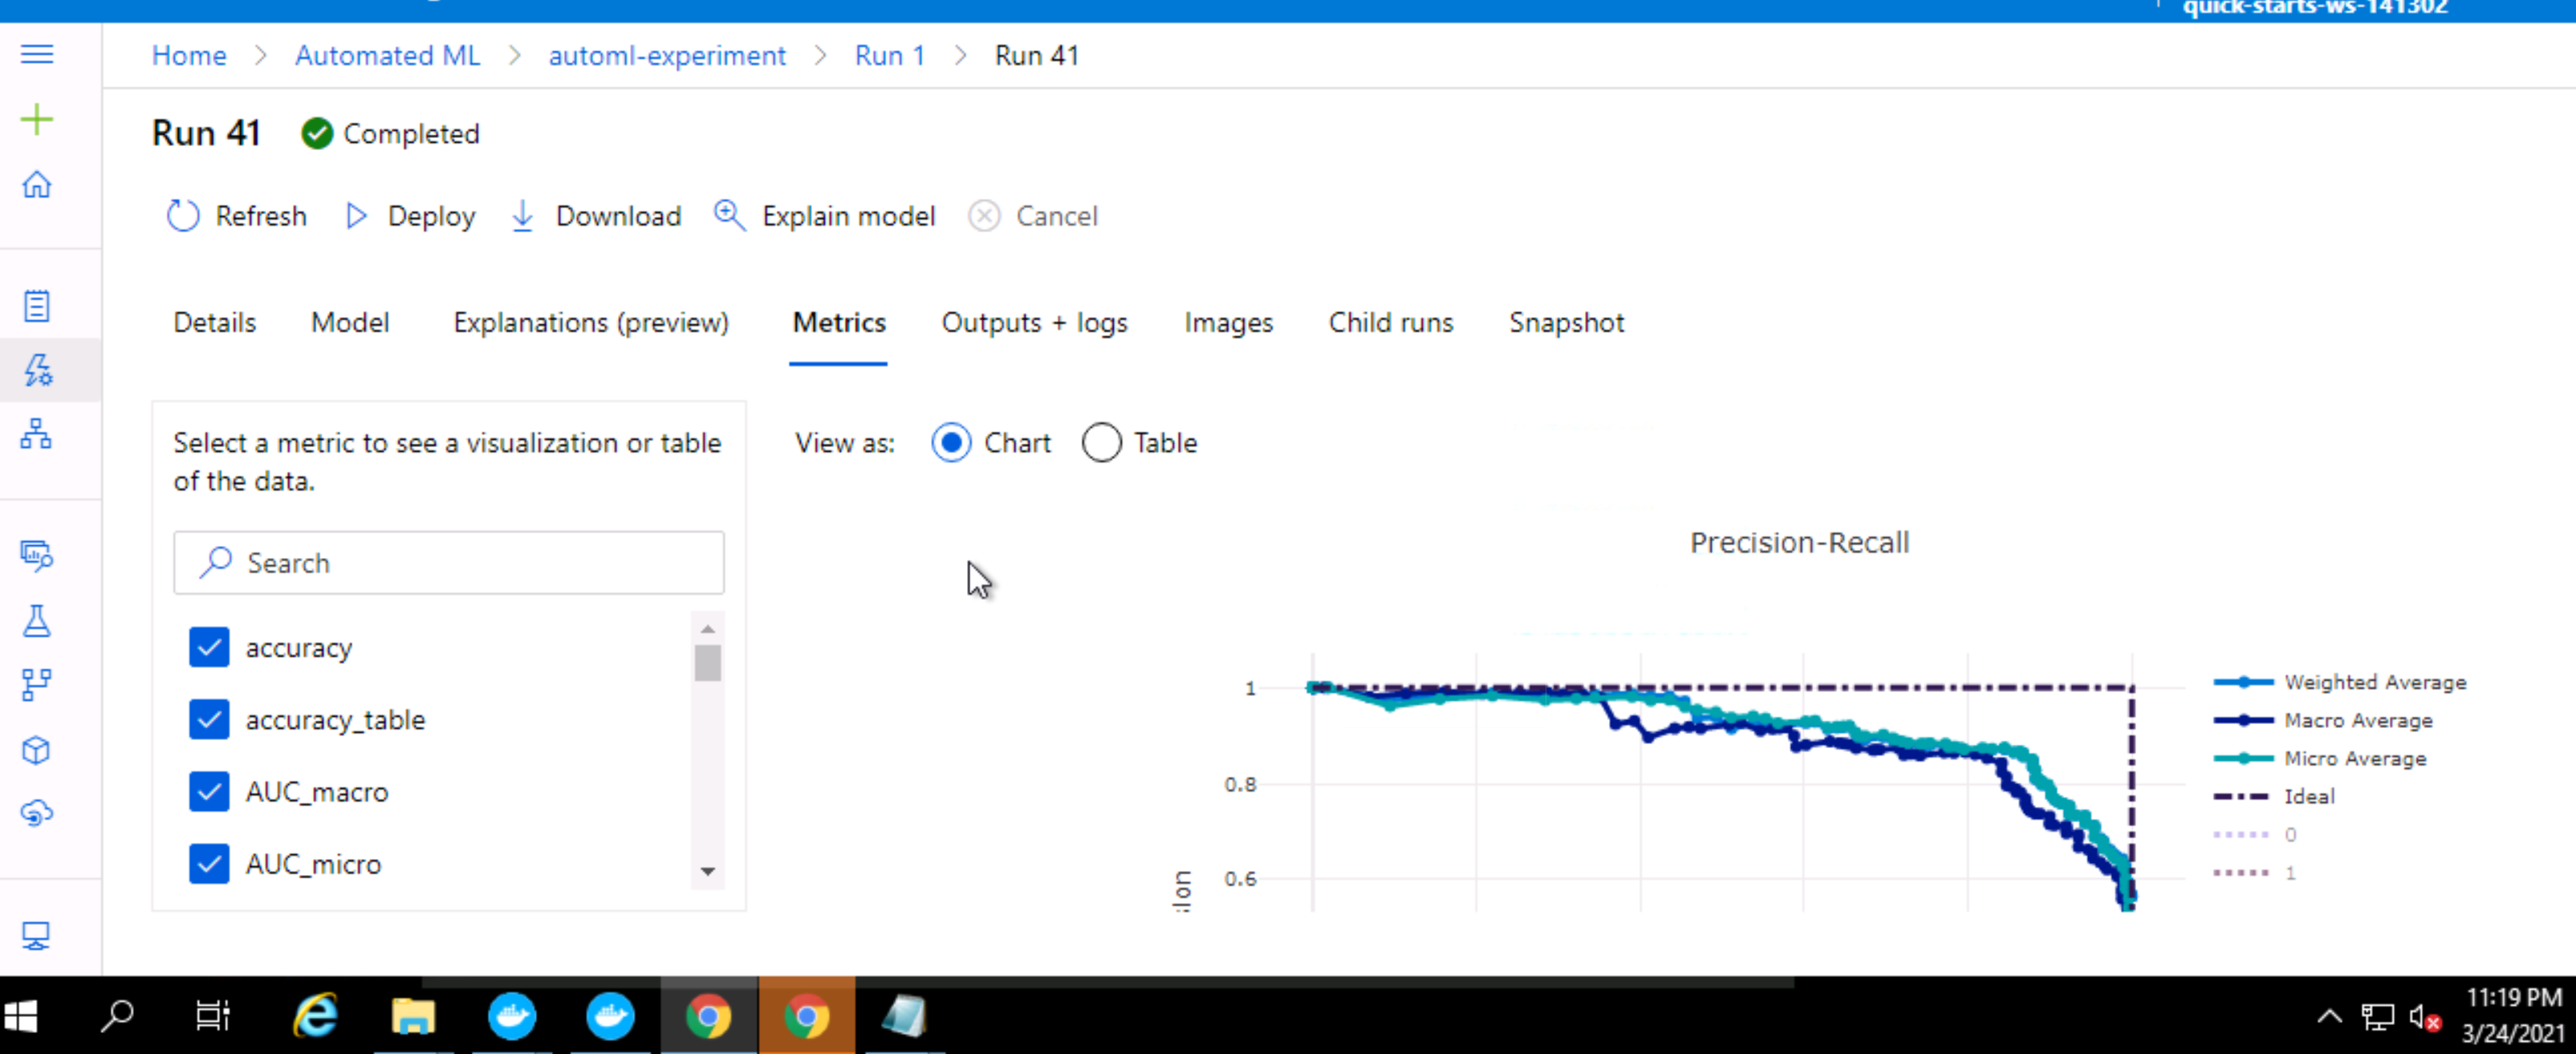 quick-starts-ws-141302
Home > Automated ML > automl-experiment > Run 1 > Run 41
Run 41 Completed
Refresh Deploy Download Explain model Cancel
Details Model Explanations (preview) Metrics Outputs + logs Images Child runs Snapshot
Select a metric to see a visualization or table
of the data.
Search
accuracy
accuracy_table
AUC_macro
AUC_micro
View as: Chart Table
Precision-Recall
1
0.8
0.6
Weighted Average
Macro Average
Micro Average
Ideal
0
1
11:19 PM
3/24/2021